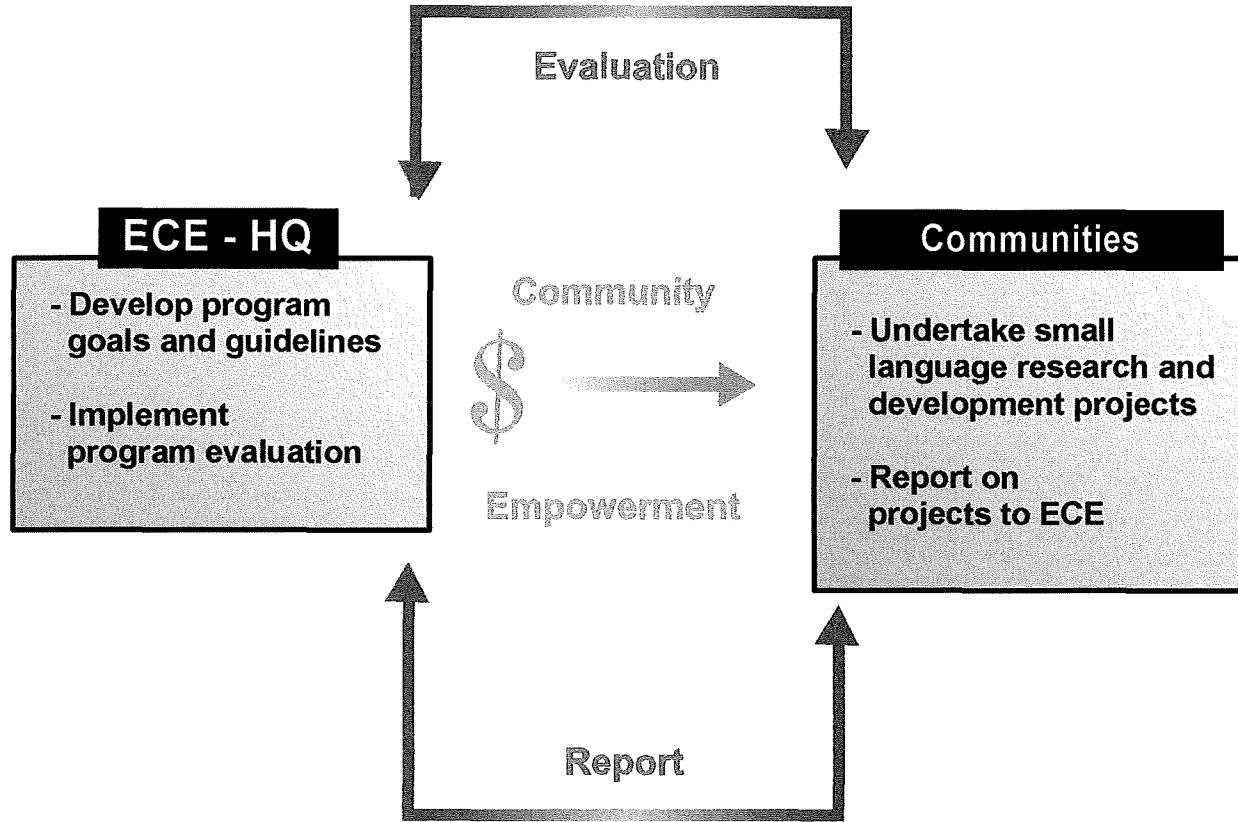 Evaluation
ECE - HQ
- Develop program
goals and guidelines
- Implement
program evaluation
Community
$
Empowerment
Communities
- Undertake small
language research and
development projects
- Report on
projects to ECE
Report